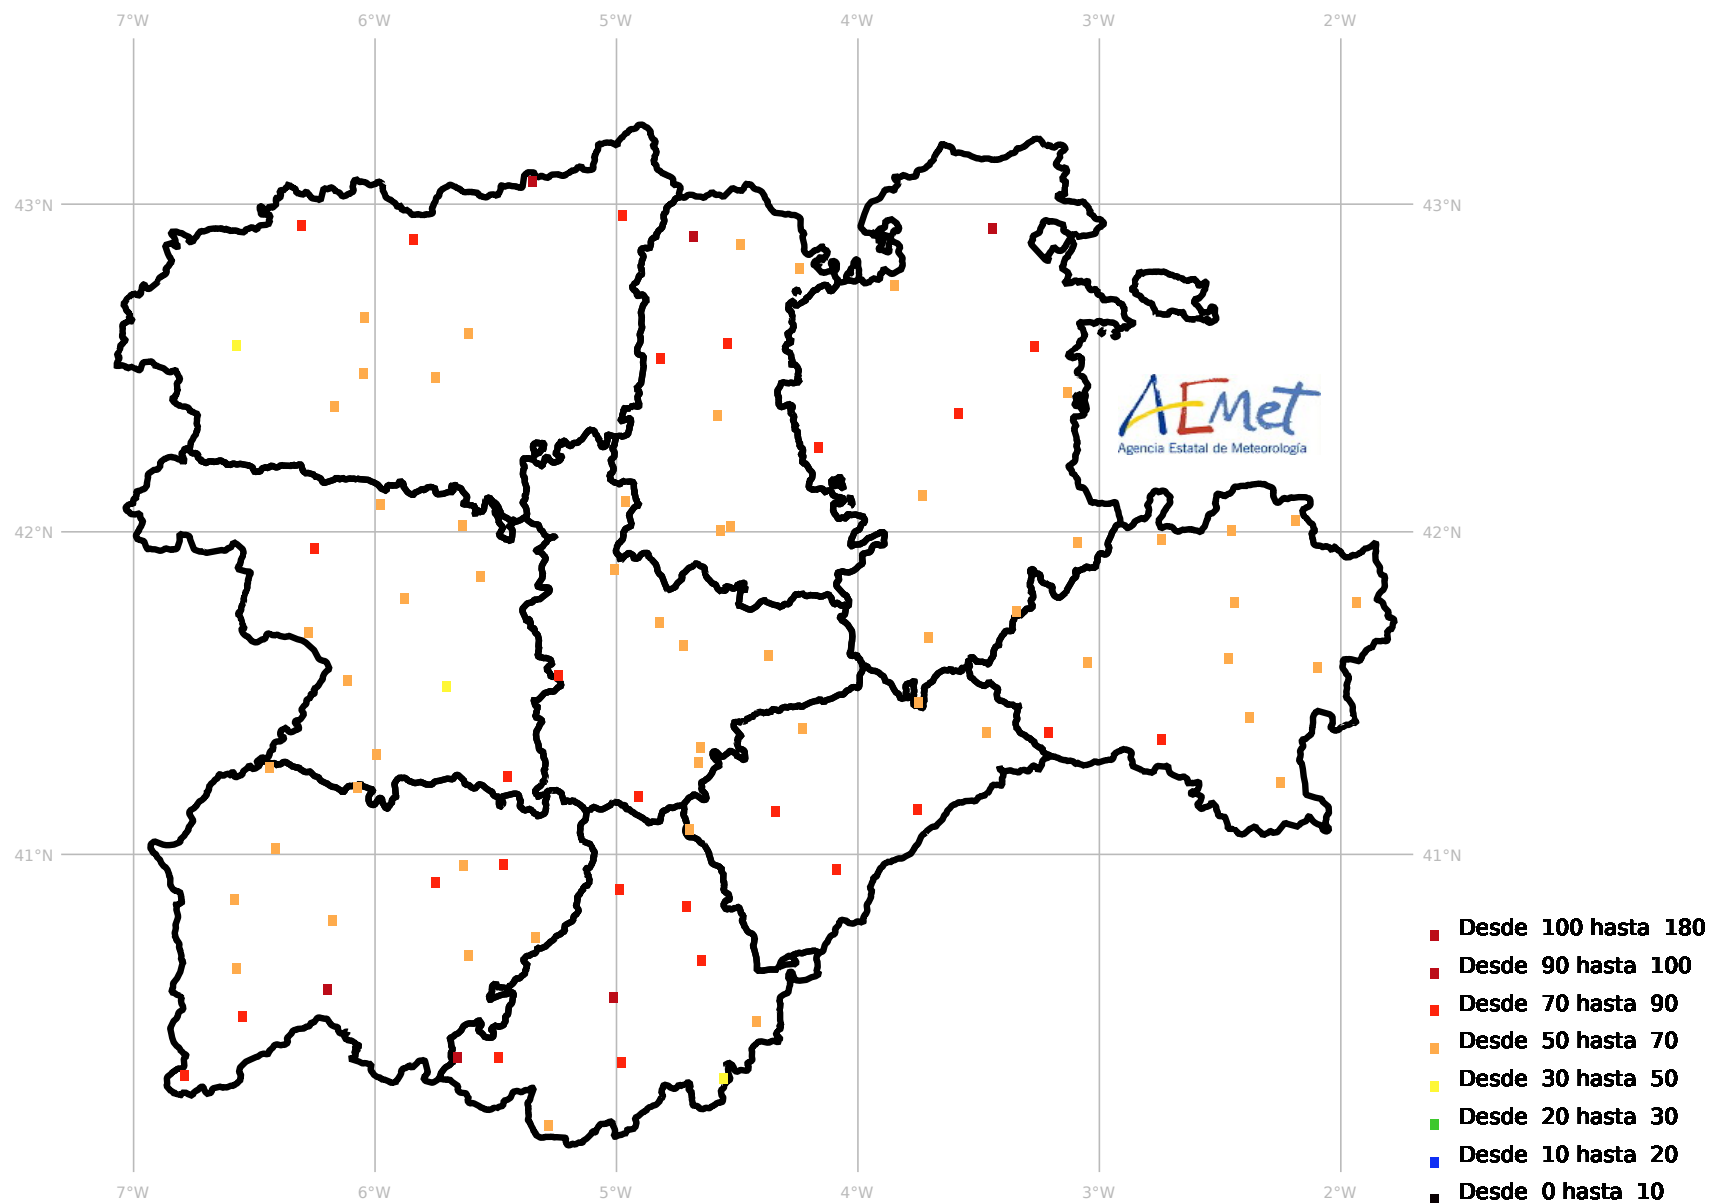 7°W 6°W 5°W 4°W 3°W 2°W
43°N 43°N
AEMet
Agencia Estatal de Meteorología
42°N 42°N
41°N 41°N
Desde 100 hasta 180
Desde 90 hasta 100
Desde 70 hasta 90
Desde 50 hasta 70
Desde 30 hasta 50
Desde 20 hasta 30
Desde 10 hasta 20
Desde 0 hasta 10
7°W 6°W 5°W 4°W 3°W 2°W